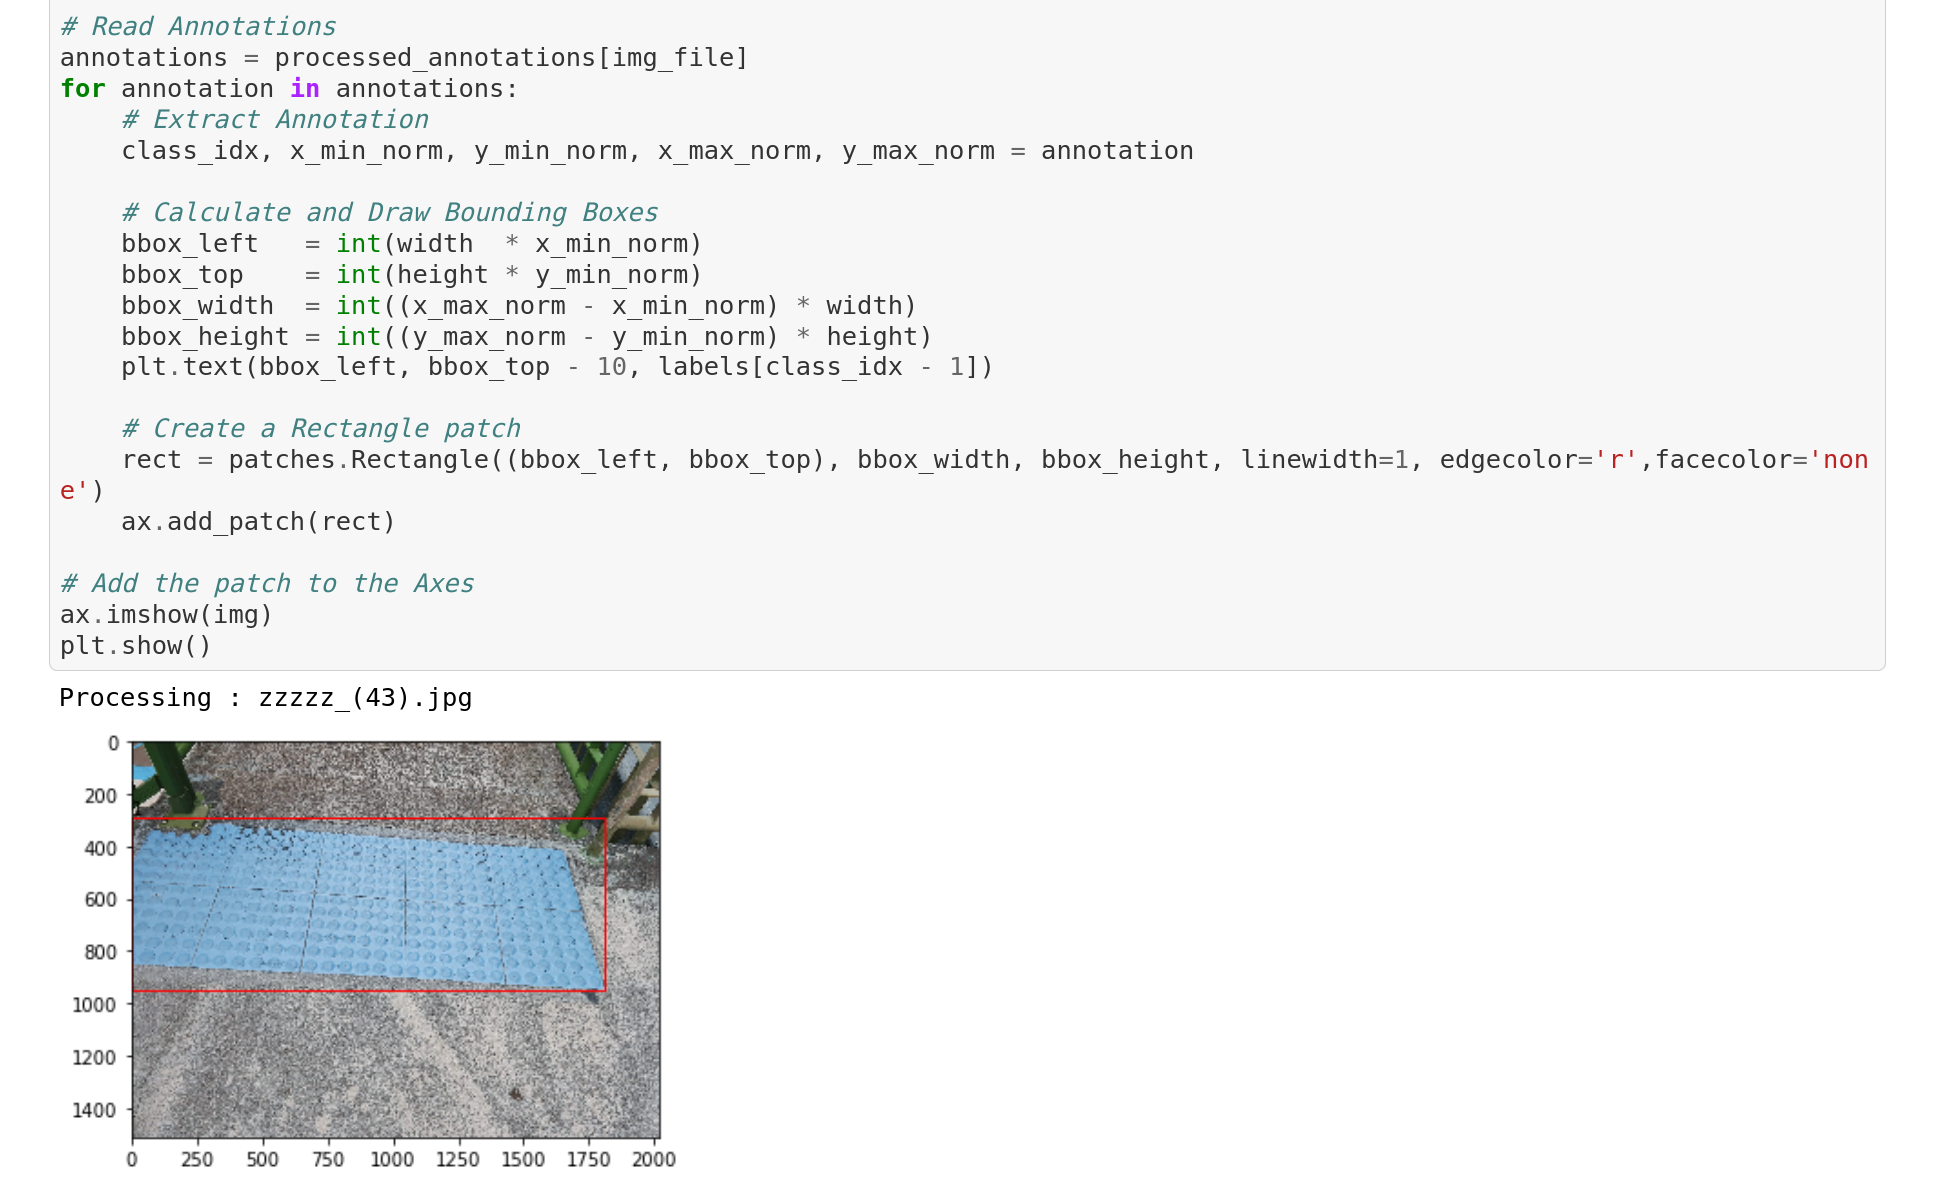 # Read Annotations
annotations = processed_annotations[img_file]
for annotation in annotations:
    # Extract Annotation
    class_idx, x_min_norm, y_min_norm, x_max_norm, y_max_norm = annotation
    # Calculate and Draw Bounding Boxes
    bbox_left   = int(width  * x_min_norm)
    bbox_top    = int(height * y_min_norm)
    bbox_width  = int((x_max_norm - x_min_norm) * width)
    bbox_height = int((y_max_norm - y_min_norm) * height)
    plt.text(bbox_left, bbox_top - 10, labels[class_idx - 1])
    # Create a Rectangle patch
    rect = patches.Rectangle((bbox_left, bbox_top), bbox_width, bbox_height, linewidth=1, edgecolor='r',facecolor='non
e')
    ax.add_patch(rect)
# Add the patch to the Axes
ax.imshow(img)
plt.show()
Processing : zzzzz_(43).jpg
0
200
400
600
800
1000
1200
1400
0 250 500 750 1000 1250 1500 1750 2000